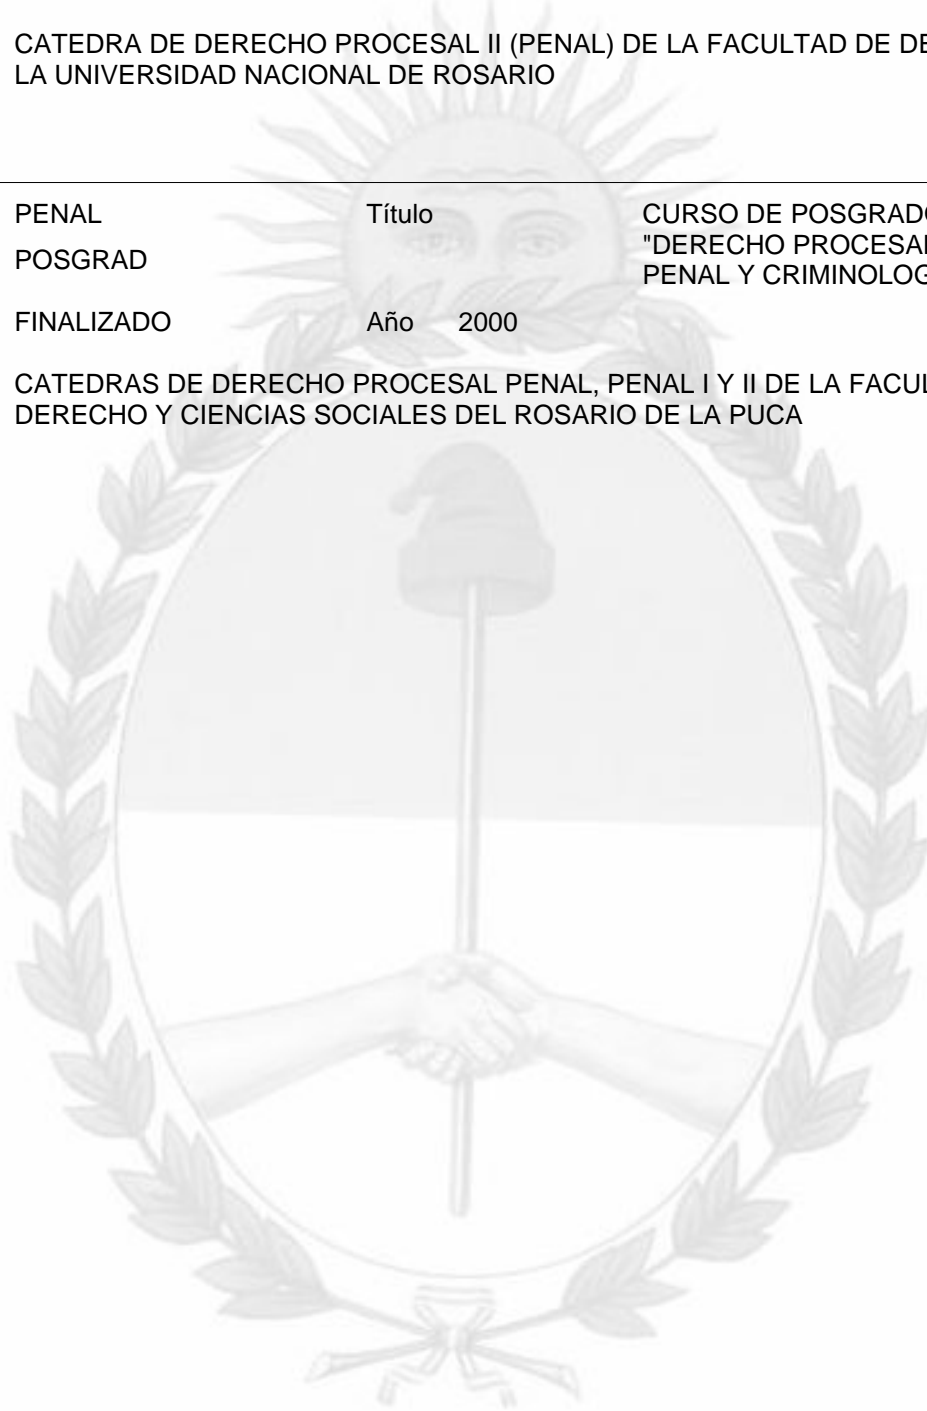 CATEDRA DE DERECHO PROCESAL II (PENAL) DE LA FACULTAD DE DE
LA UNIVERSIDAD NACIONAL DE ROSARIO
PENAL Título CURSO DE POSGRADO
"DERECHO PROCESAL
POSGRAD
PENAL Y CRIMINOLOG
FINALIZADO Año 2000
CATEDRAS DE DERECHO PROCESAL PENAL, PENAL I Y II DE LA FACUL
DERECHO Y CIENCIAS SOCIALES DEL ROSARIO DE LA PUCA